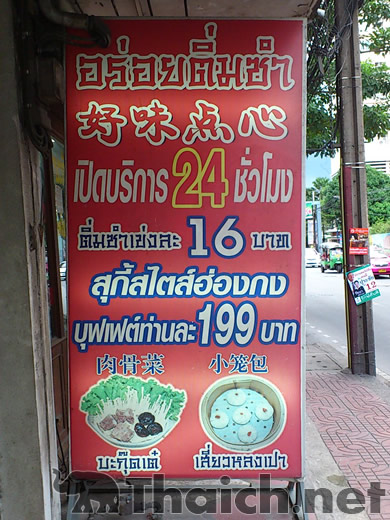 อร่อยติ่มซำ
好味点心
เปิดบริการ 24 ชั่วโมง
ติ่มซำเข่งละ 16 บาท
สุกี้สไตส์ฮ่องกง
บุฟเฟต์ท่านละ 199 บาท
肉骨菜 小笼包
บะกุ๊ดเต๋ เสี่ยวหลงเปา
Thaich.net